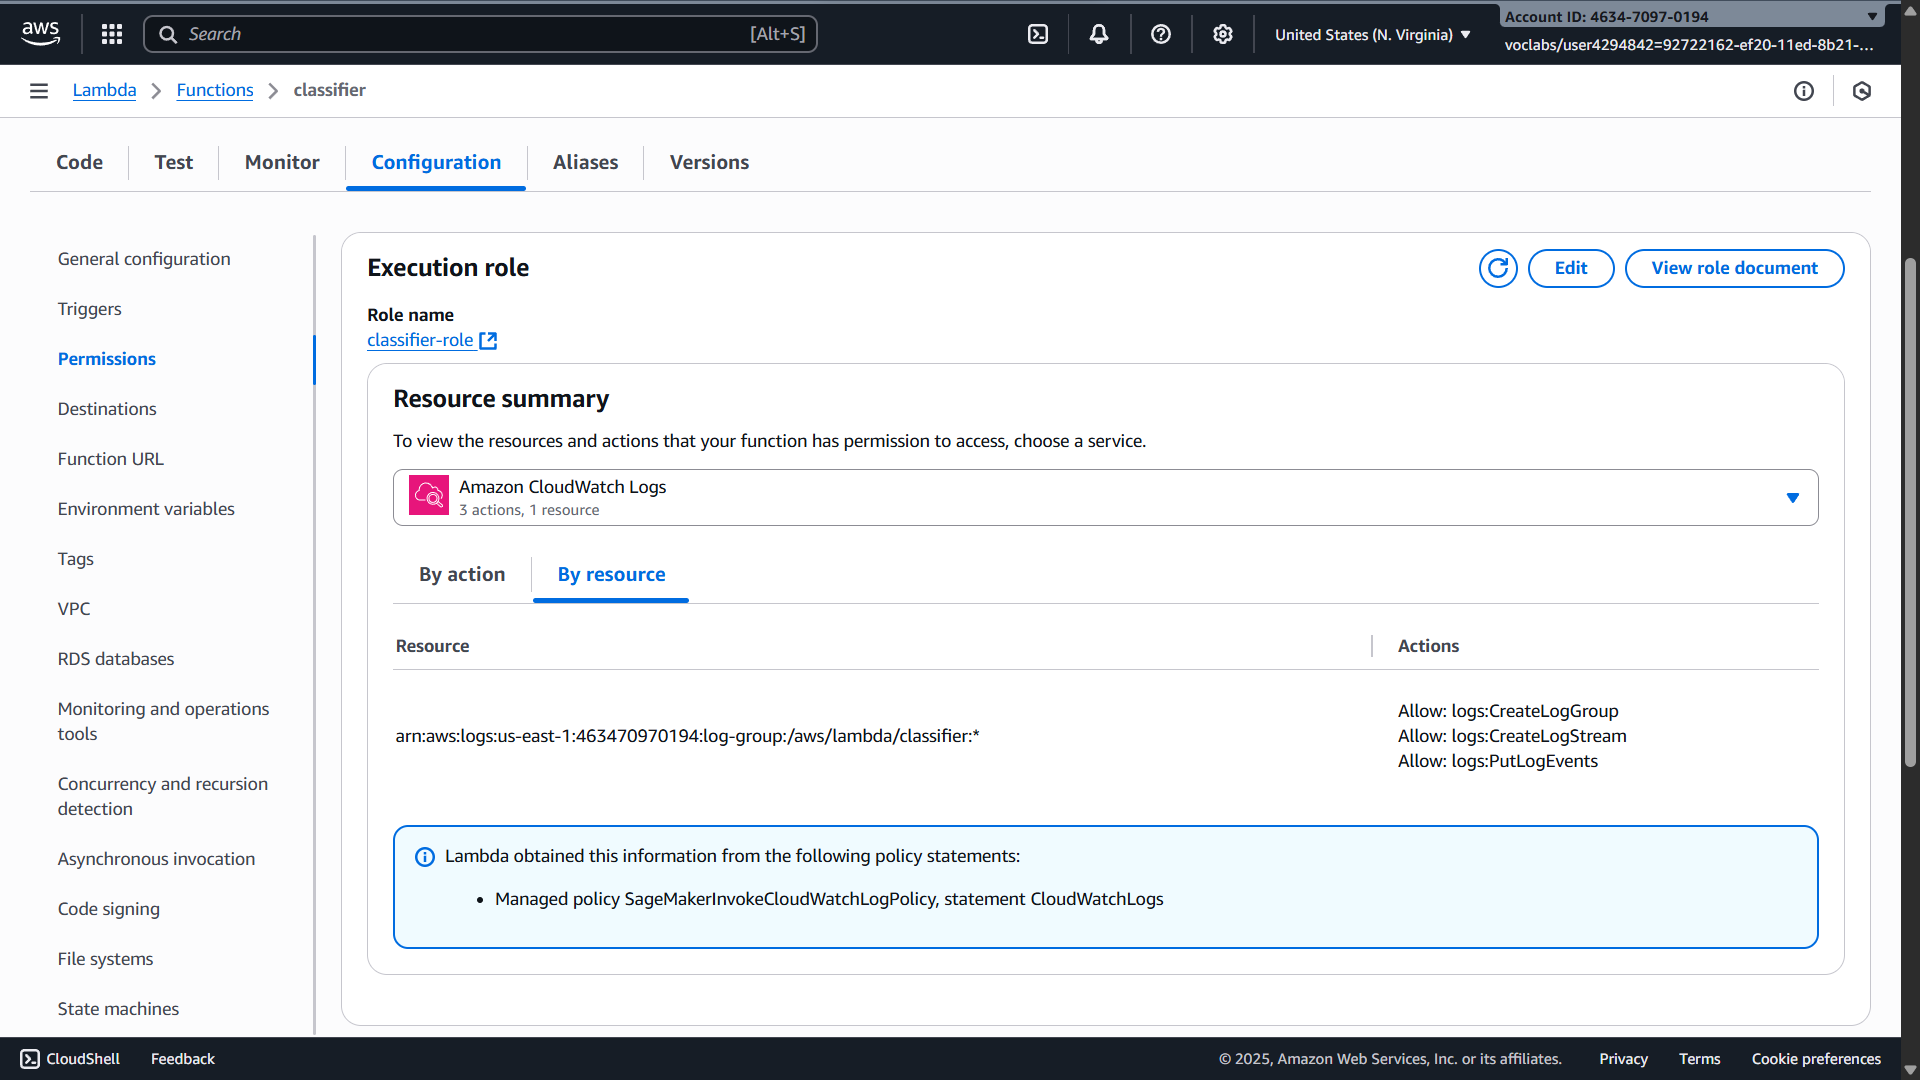 aws
Search
[Alt+S]
United States (N. Virginia)
Account ID: 4634-7097-0194
voclabs/user4294842=92722162-ef20-11ed-8b21-...
Lambda
Functions
classifier
Code
Test
Monitor
Configuration
Aliases
Versions
General configuration
Triggers
Permissions
Destinations
Function URL
Environment variables
Tags
VPC
RDS databases
Monitoring and operations
tools
Concurrency and recursion
detection
Asynchronous invocation
Code signing
File systems
State machines
Execution role
Edit
View role document
Role name
classifier-role
Resource summary
To view the resources and actions that your function has permission to access, choose a service.
Amazon CloudWatch Logs
3 actions, 1 resource
By action
By resource
Resource
Actions
arn:aws:logs:us-east-1:463470970194:log-group:/aws/lambda/classifier:*
Allow: logs:CreateLogGroup
Allow: logs:CreateLogStream
Allow: logs:PutLogEvents
Lambda obtained this information from the following policy statements:
• Managed policy SageMakerInvokeCloudWatchLogPolicy, statement CloudWatchLogs
CloudShell
Feedback
© 2025, Amazon Web Services, Inc. or its affiliates.
Privacy
Terms
Cookie preferences